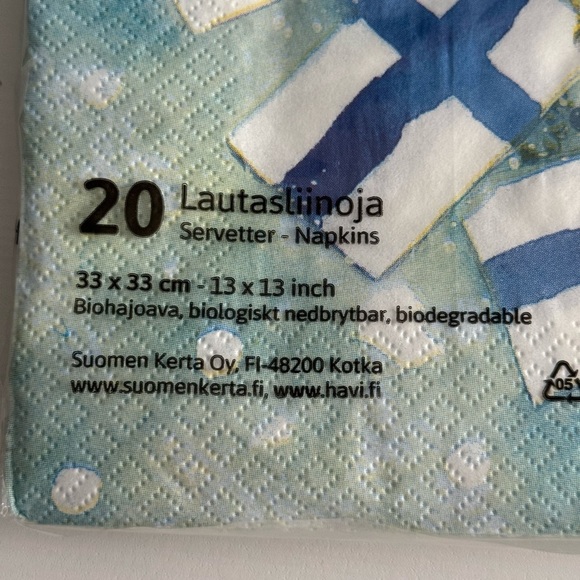 20 Lautasliinoja
Servetter - Napkins
33 x 33 cm - 13 x 13 inch
Biohajoava, biologiskt nedbrytbar, biodegradable
Suomen Kerta Oy, FI-48200 Kotka
www.suomenkerta.fi, www.havi.fi
05